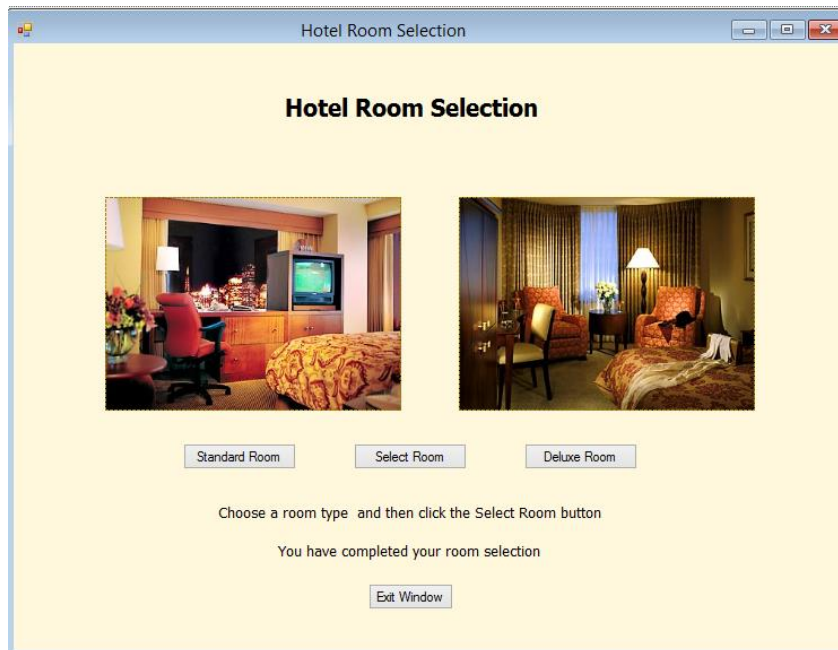 Hotel Room Selection
Hotel Room Selection
Standard Room Select Room Deluxe Room
Choose a room type  and then click the Select Room button
You have completed your room selection
Exit Window